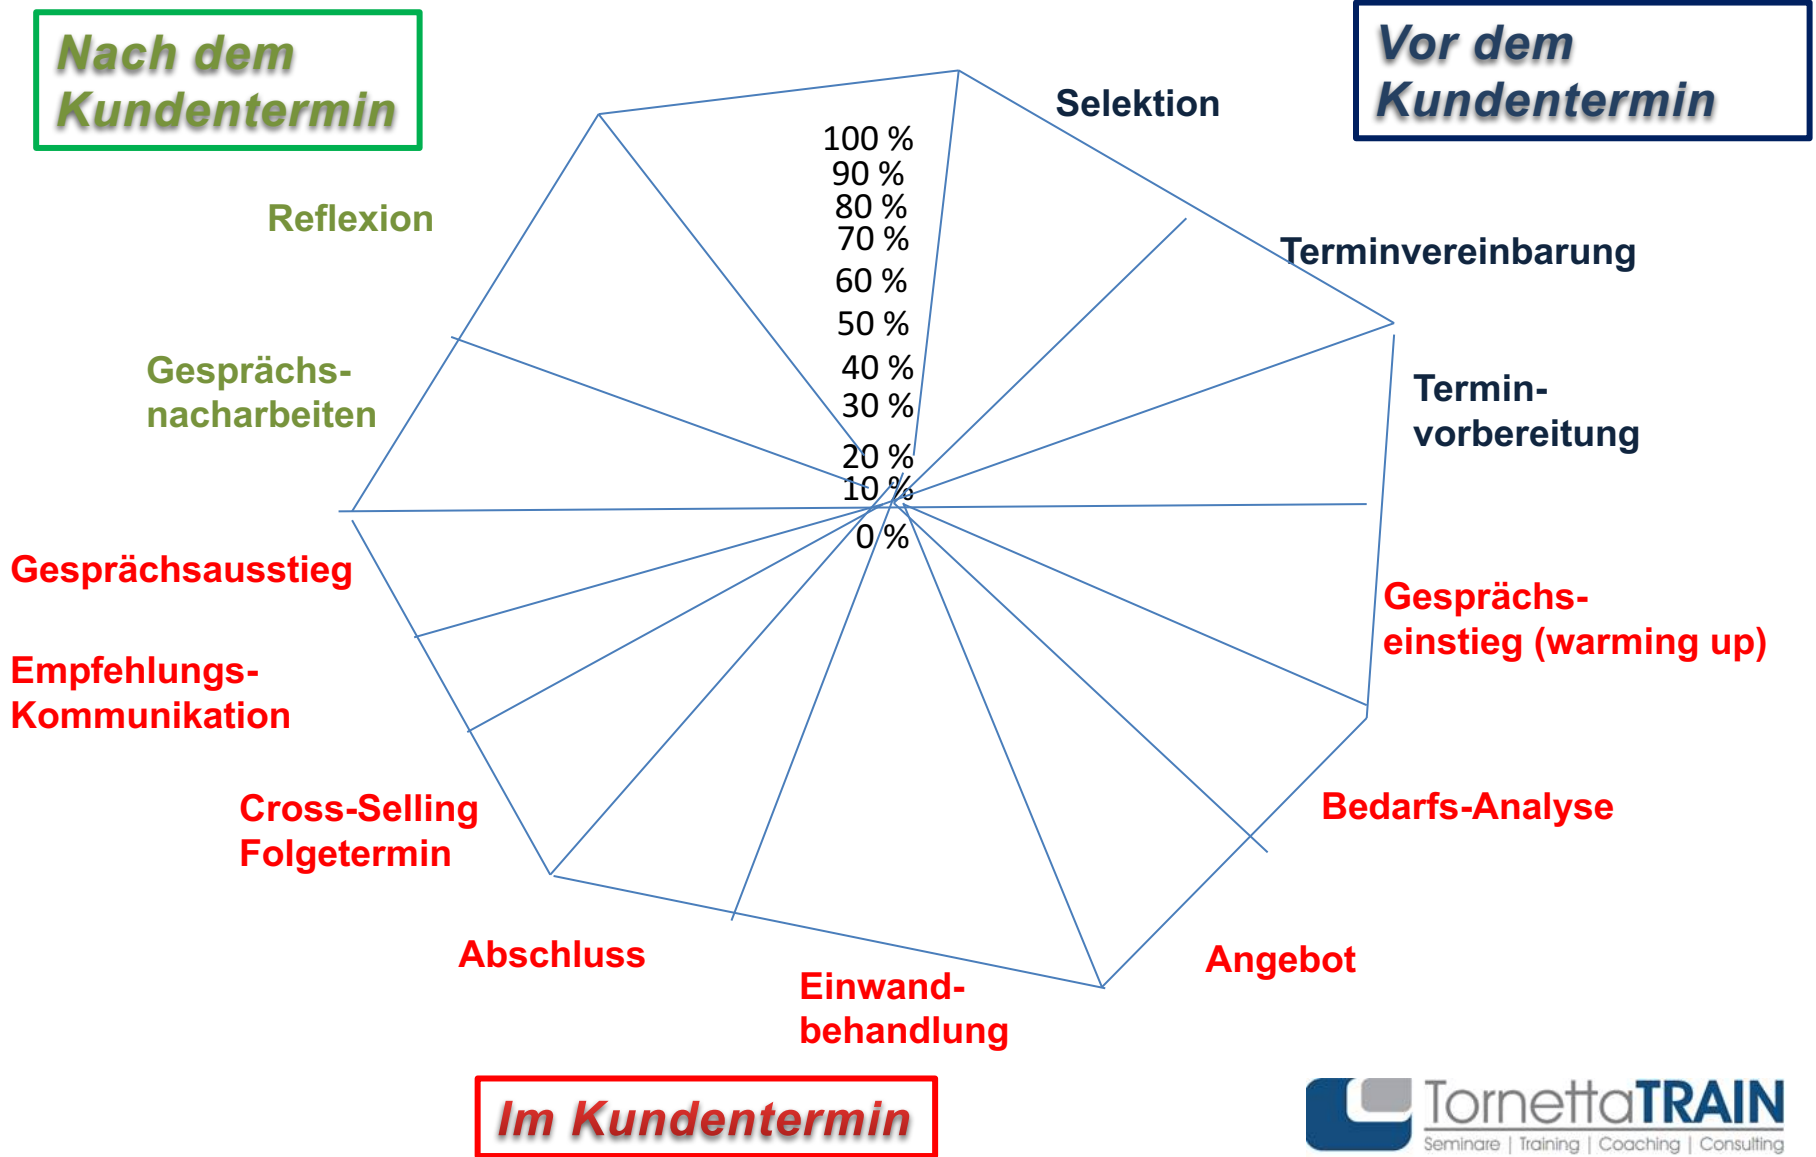 Nach dem
Kundentermin
Vor dem
Kundentermin
Selektion
100 %
90 %
80 %
70 %
60 %
50 %
40 %
30 %
20 %
10 %
0 %
Terminvereinbarung
Termin-
vorbereitung
Gesprächs-
einstieg (warming up)
Bedarfs-Analyse
Angebot
Einwand-
behandlung
Abschluss
Cross-Selling
Folgetermin
Empfehlungs-
Kommunikation
Gesprächsausstieg
Gesprächs-
nacharbeiten
Reflexion
Im Kundentermin
TornettaTRAIN
Seminare | Training | Coaching | Consulting